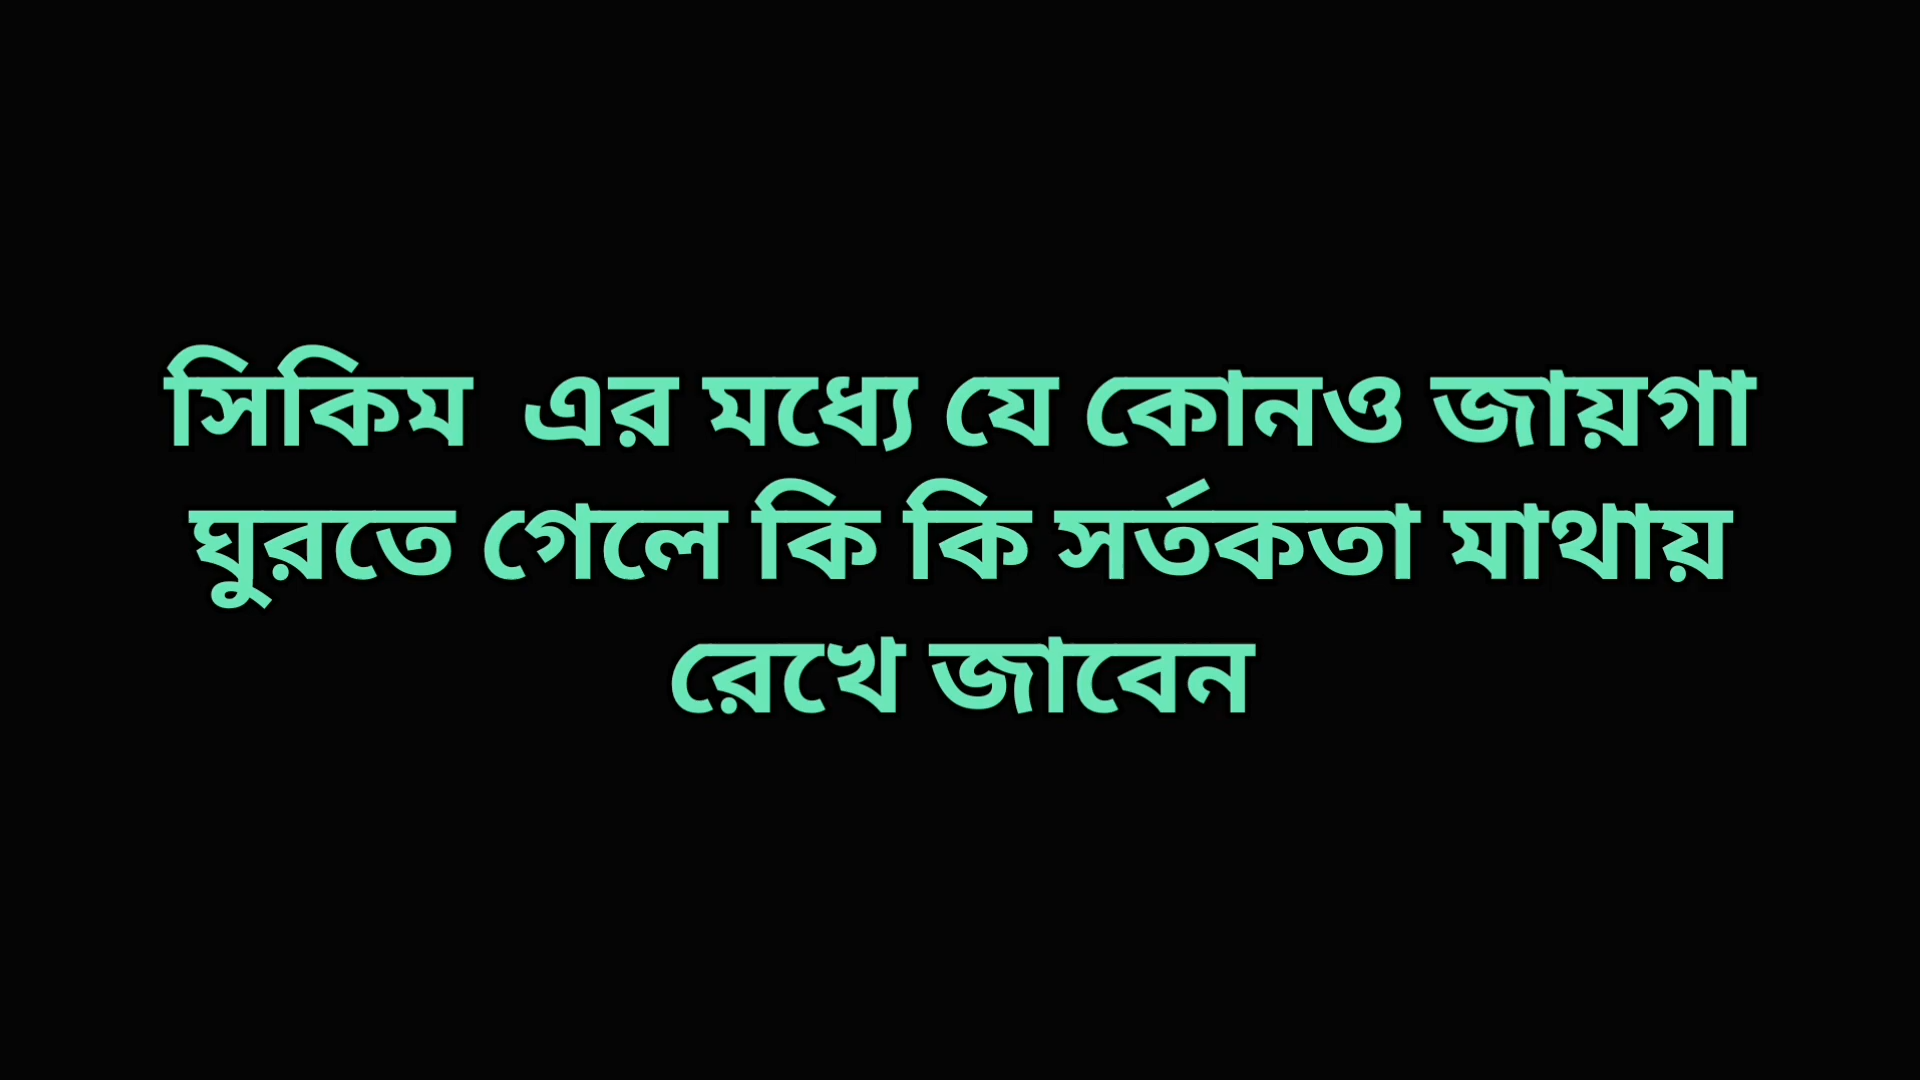 সিকিম  এর মধ্যে যে কোনও জায়গা
ঘুরতে গেলে কি কি সর্তকতা মাথায়
রেখে জাবেন